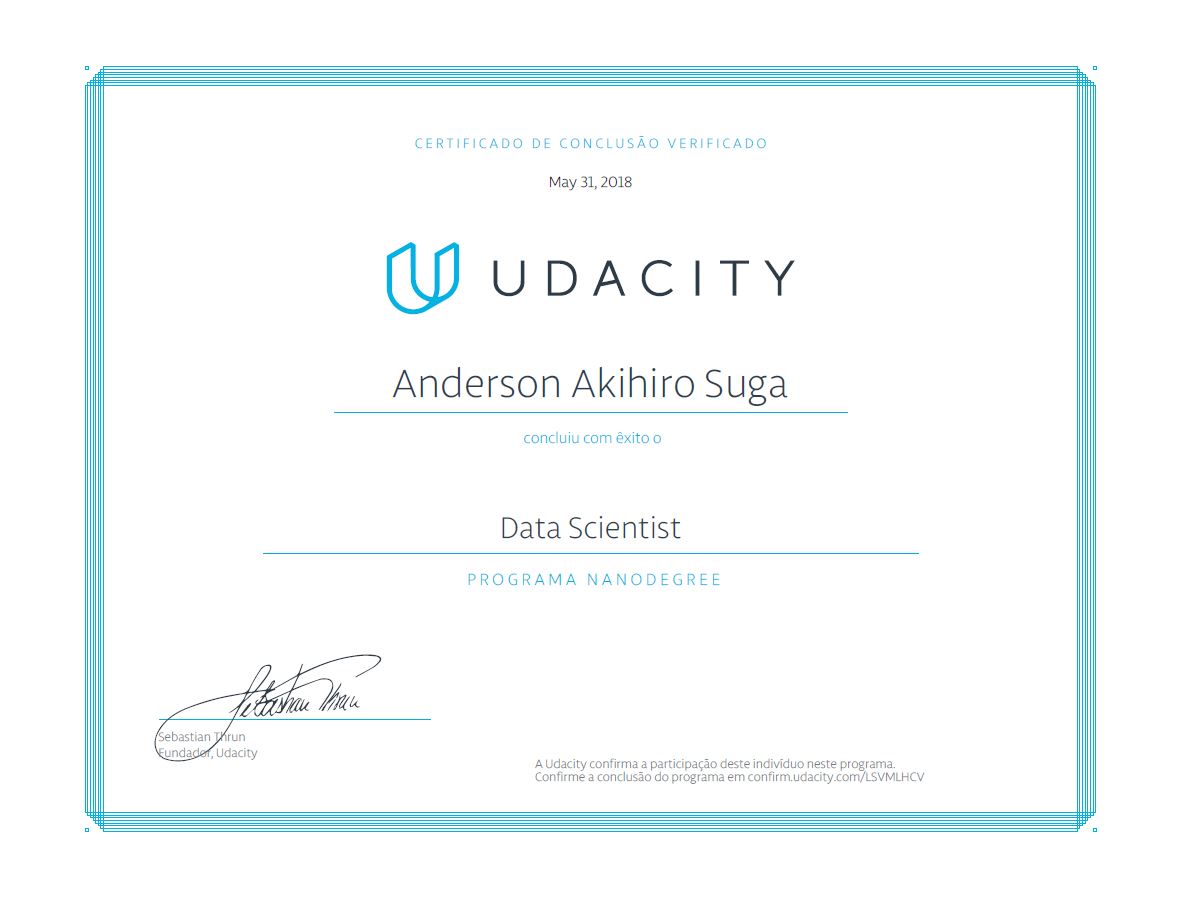 CERTIFICADO DE CONCLUSÃO VERIFICADO
May 31, 2018
UDACITY
Anderson Akihiro Suga
concluiu com êxito o
Data Scientist
PROGRAMA NANODEGREE
Sebastian Thrun
Sebastian Thrun
Fundador, Udacity
A Udacity confirma a participação deste indivíduo neste programa.
Confirme a conclusão do programa em confirm.udacity.com/LSVMLHCV